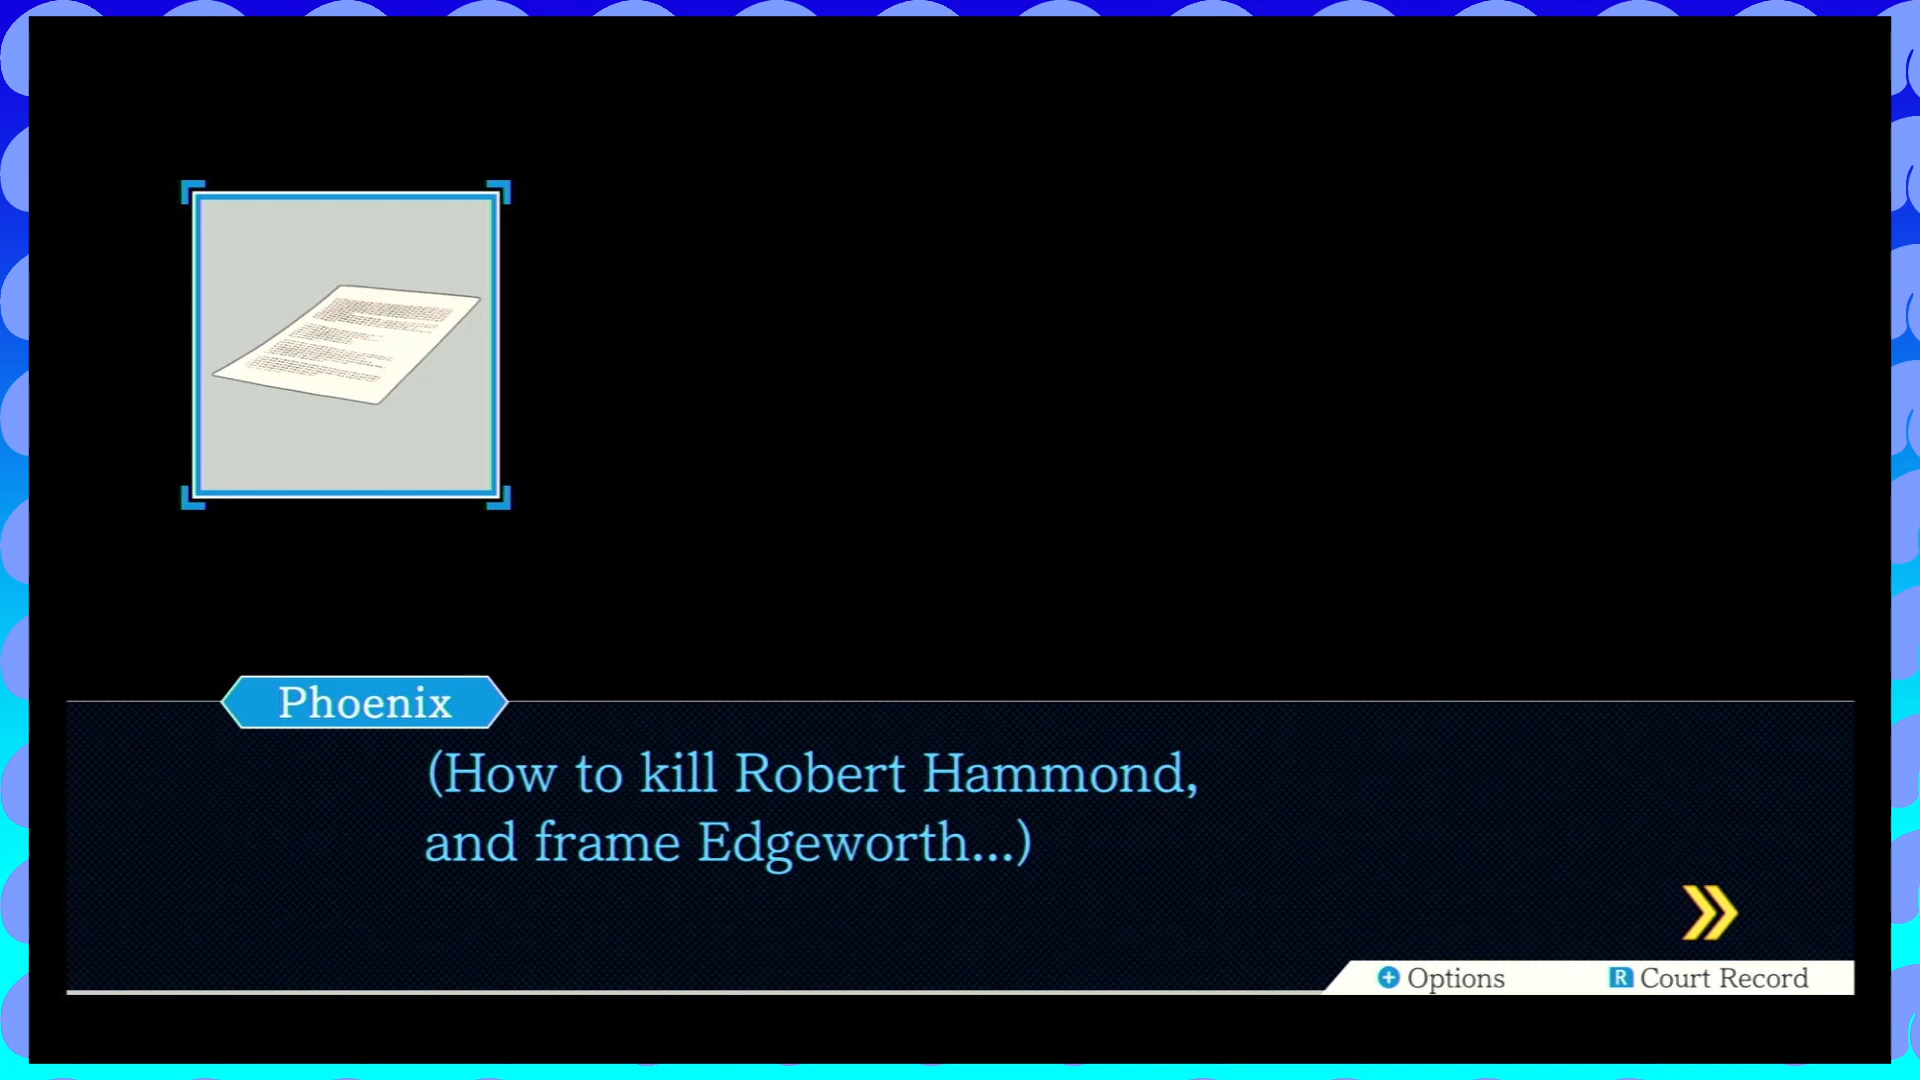 Phoenix
(How to kill Robert Hammond,
and frame Edgeworth...)
+ Options R Court Record